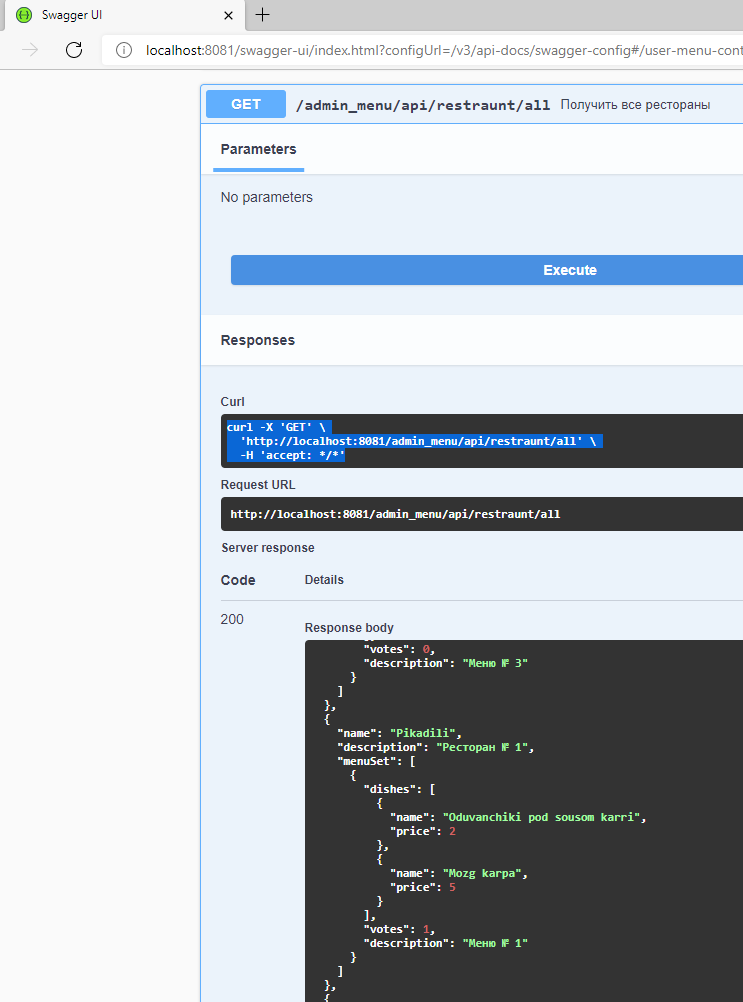 Swagger UI
localhost:8081/swagger-ui/index.html?configUrl=/v3/api-docs/swagger-config#/user-menu-cont
GET /admin_menu/api/restraunt/all Получить все рестораны
Parameters
No parameters
Execute
Responses
Curl
curl -X 'GET' \
'http://localhost:8081/admin_menu/api/restraunt/all' \
-H 'accept: */*'
Request URL
http://localhost:8081/admin_menu/api/restraunt/all
Server response
Code Details
200
Response body
"votes": 0,
"description": "Меню № 3"
}
]
},
{
"name": "Pikadili",
"description": "Ресторан № 1",
"menuSet": [
{
"dishes": [
{
"name": "Oduvanchiki pod sousom karri",
"price": 2
},
{
"name": "Mozg karpa",
"price": 5
}
],
"votes": 1,
"description": "Меню № 1"
}
]
},
{